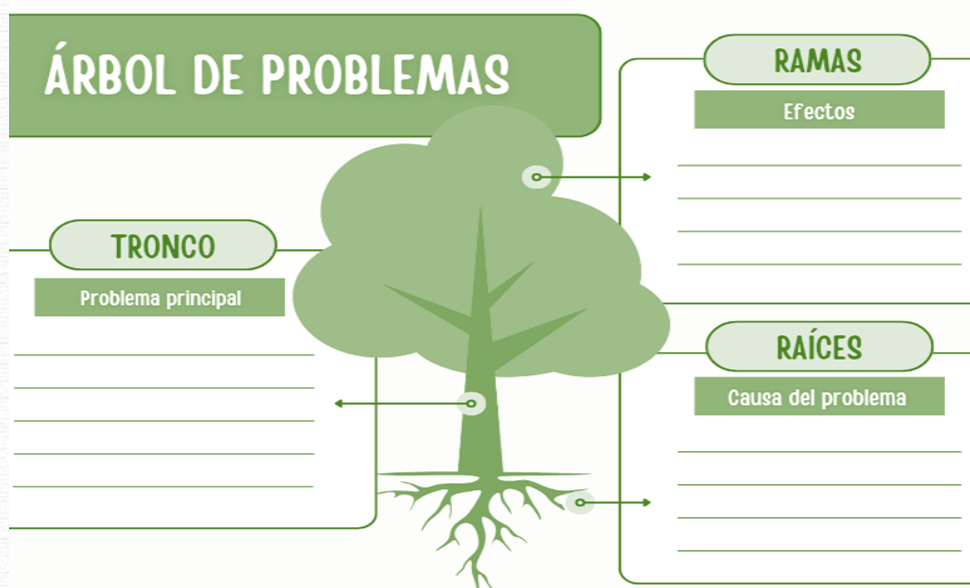 ÁRBOL DE PROBLEMAS
RAMAS
Efectos
TRONCO
Problema principal
RAÍCES
Causa del problema